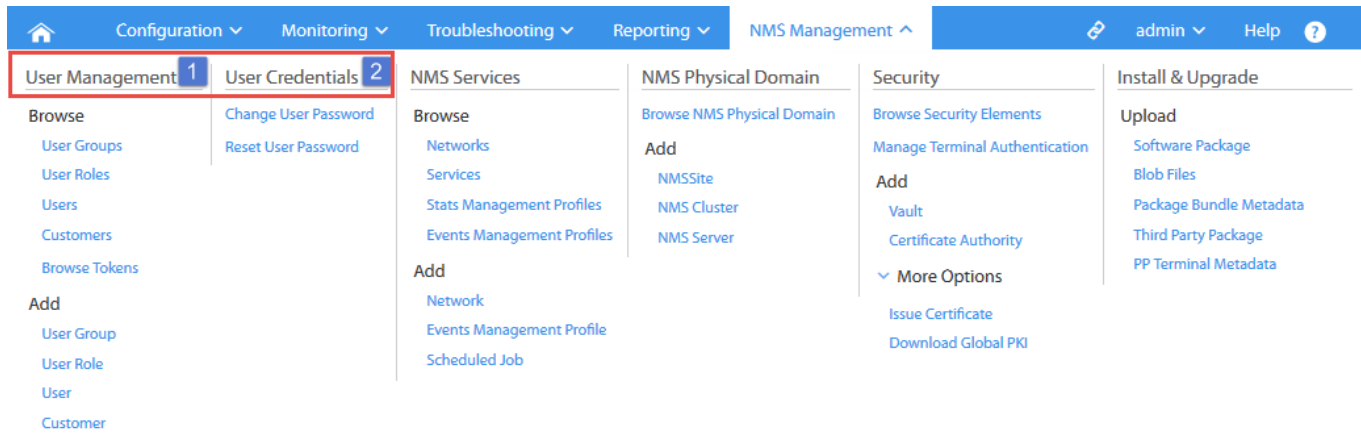 Configuration Monitoring Troubleshooting Reporting NMS Management admin Help ?
User Management 1
Browse
User Groups
User Roles
Users
Customers
Browse Tokens
Add
User Group
User Role
User
Customer
User Credentials 2
Change User Password
Reset User Password
NMS Services
Browse
Networks
Services
Stats Management Profiles
Events Management Profiles
Add
Network
Events Management Profile
Scheduled Job
NMS Physical Domain
Browse NMS Physical Domain
Add
NMSSite
NMS Cluster
NMS Server
Security
Browse Security Elements
Manage Terminal Authentication
Add
Vault
Certificate Authority
More Options
Issue Certificate
Download Global PKI
Install & Upgrade
Upload
Software Package
Blob Files
Package Bundle Metadata
Third Party Package
PP Terminal Metadata